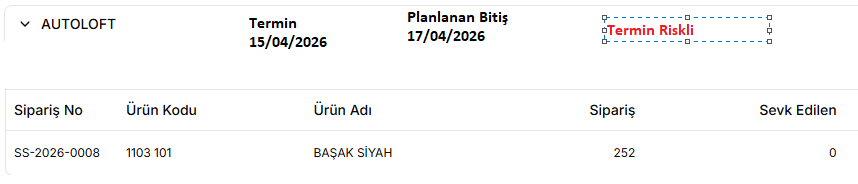 AUTOLOFT
Termin
15/04/2026
Planlanan Bitiş
17/04/2026
Termin Riskli
Sipariş No Ürün Kodu Ürün Adı Sipariş Sevk Edilen
SS-2026-0008 1103 101 BAŞAK SİYAH 252 0